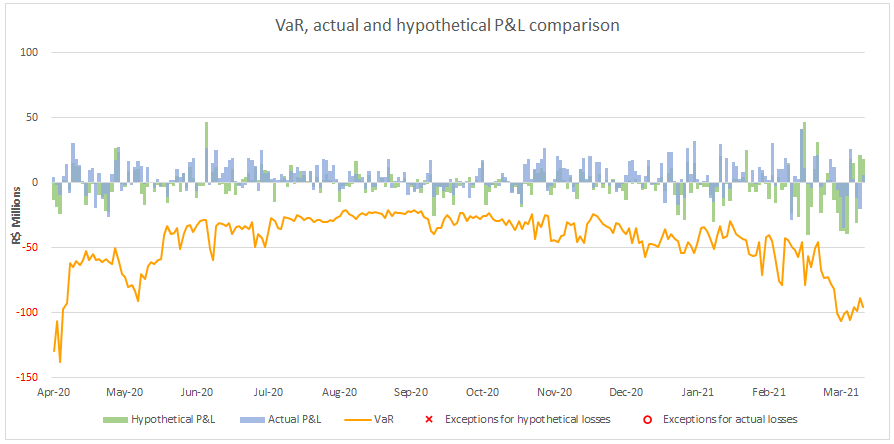 VaR, actual and hypothetical P&L comparison
R$ Millions
100
50
0
-50
-100
-150
Apr-20 May-20 Jun-20 Jul-20 Aug-20 Sep-20 Oct-20 Nov-20 Dec-20 Jan-21 Feb-21 Mar-21
Hypothetical P&L Actual P&L VaR Exceptions for hypothetical losses Exceptions for actual losses